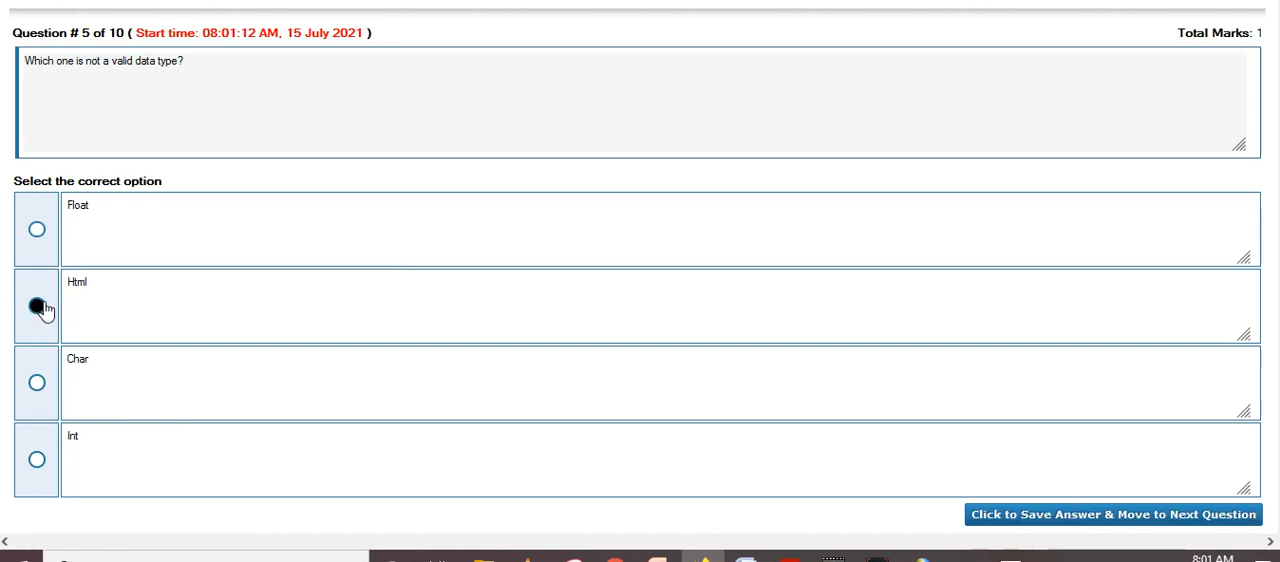 Question # 5 of 10 ( Start time: 08:01:12 AM, 15 July 2021 )
Total Marks: 1
Which one is not a valid data type?
Select the correct option
Float
Html
Char
Int
Click to Save Answer & Move to Next Question
8:01 AM